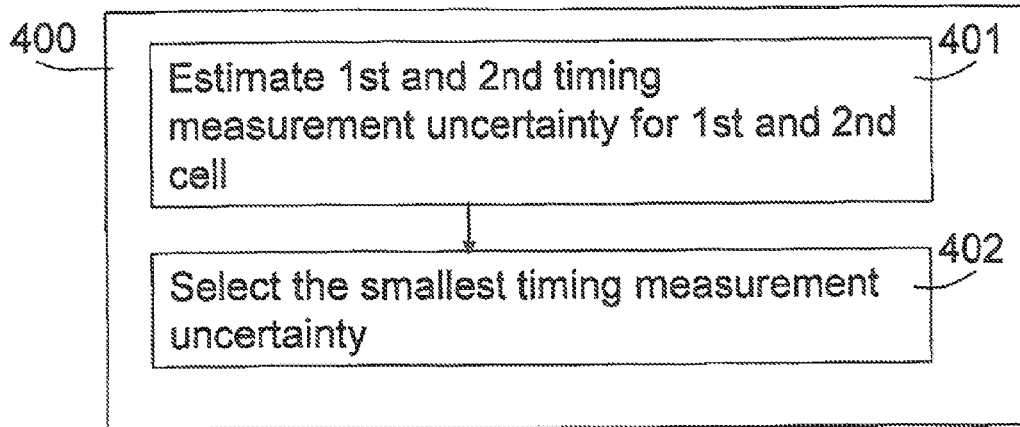 400
401
Estimate 1st and 2nd timing
measurement uncertainty for 1st and 2nd
cell
402
Select the smallest timing measurement
uncertainty